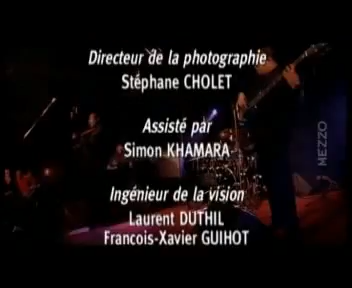 Directeur de la photographie
Stéphane CHOLET
Assisté par
Simon KHAMARA
Ingénieur de la vision
Laurent DUTHIL
Francois-Xavier GUIHOT
MEZZO